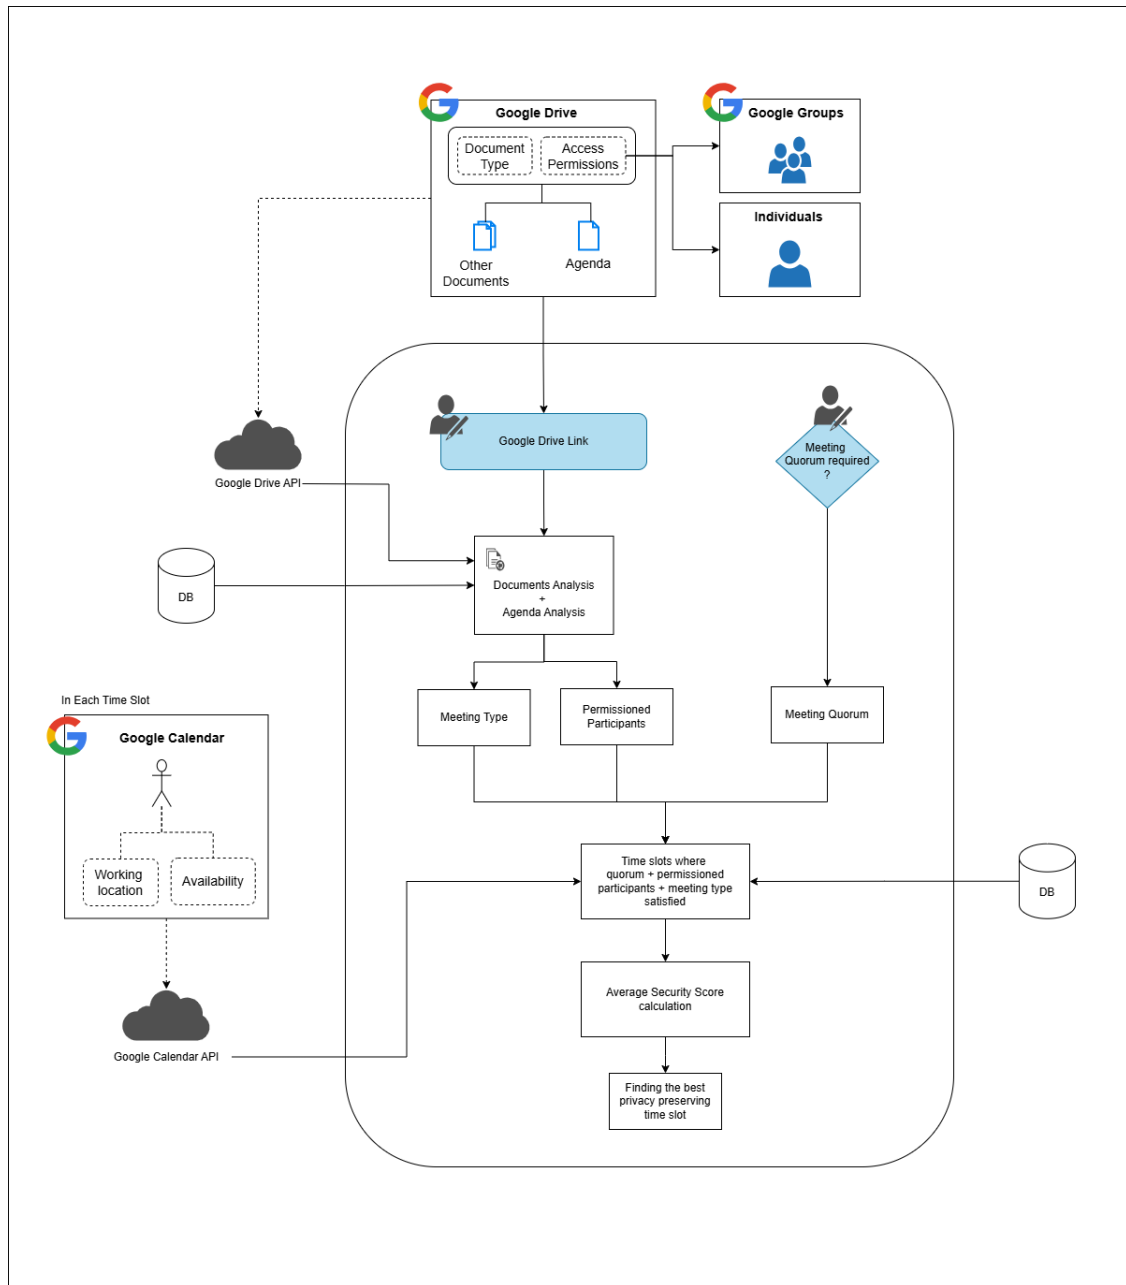 Google Drive
Document
Type
Access
Permissions
Other
Documents
Agenda
Google Groups
Individuals
Google Drive Link
Meeting
Quorum required
?
Google Drive API
DB
Documents Analysis
+
Agenda Analysis
Meeting Type
Permissioned
Participants
Meeting Quorum
In Each Time Slot
Google Calendar
Working
location
Availability
Google Calendar API
Time slots where
quorum + permissioned
participants + meeting type
satisfied
DB
Average Security Score
calculation
Finding the best
privacy preserving
time slot